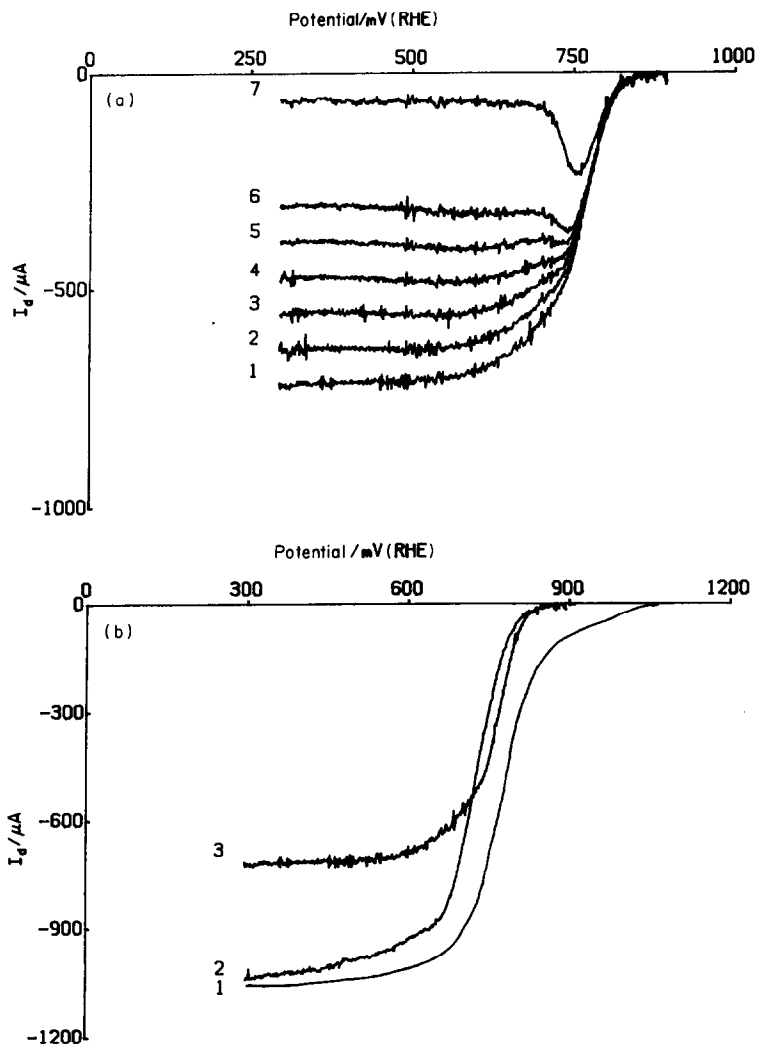 Potential/mV (RHE)
0 250 500 750 1000
0
(a)
7
6
5
4
-500
3
2
1
-1000
I_d/μA
Potential /mV (RHE)
0 300 600 900 1200
0
(b)
-300
-600
3
-900
2
1
-1200
I_d/μA